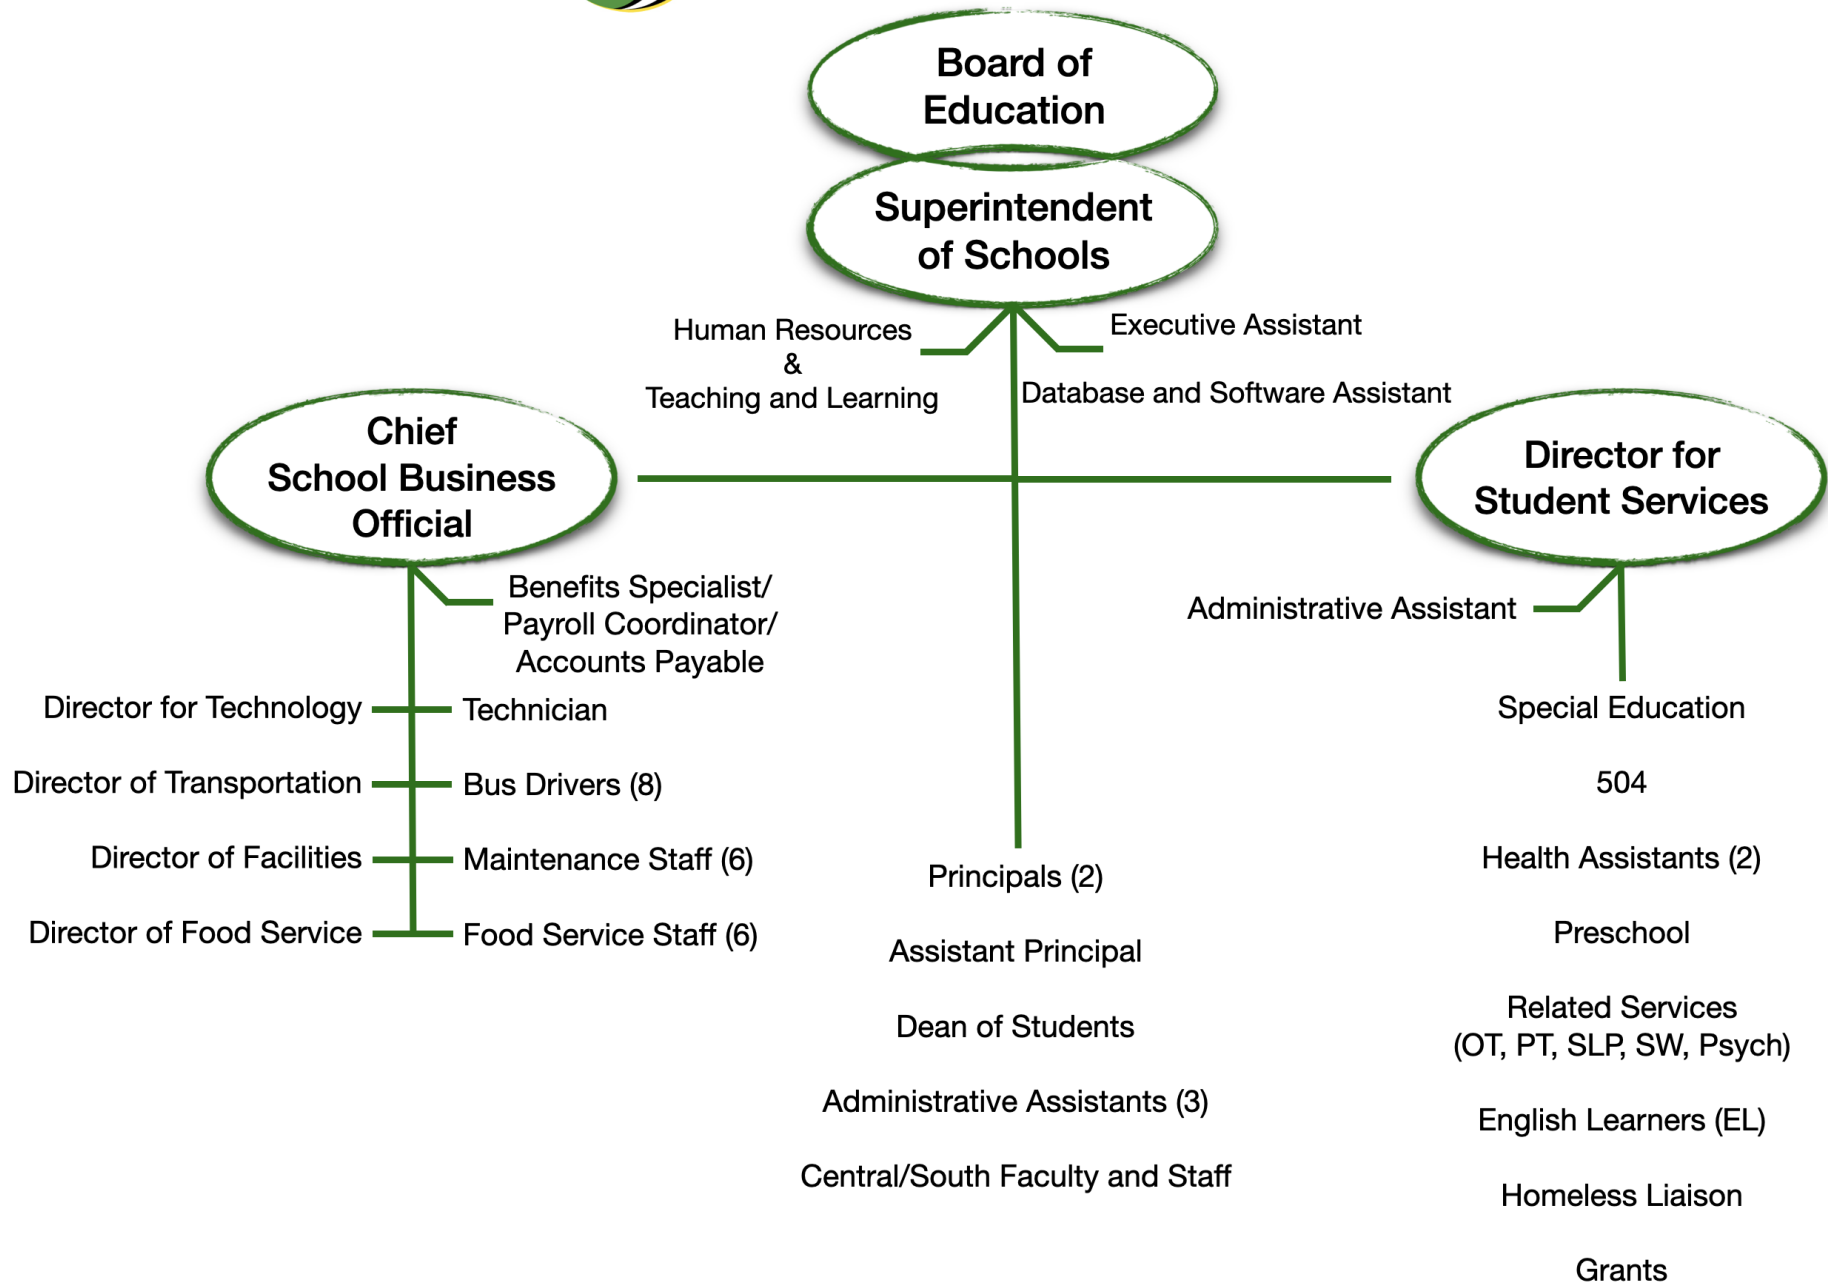 Board of
Education
Superintendent
of Schools
Human Resources
&
Teaching and Learning
Executive Assistant
Database and Software Assistant
Chief
School Business
Official
Director for
Student Services
Benefits Specialist/
Payroll Coordinator/
Accounts Payable
Administrative Assistant
Director for Technology
Technician
Director of Transportation
Bus Drivers (8)
Director of Facilities
Maintenance Staff (6)
Director of Food Service
Food Service Staff (6)
Principals (2)
Assistant Principal
Dean of Students
Administrative Assistants (3)
Central/South Faculty and Staff
Special Education
504
Health Assistants (2)
Preschool
Related Services
(OT, PT, SLP, SW, Psych)
English Learners (EL)
Homeless Liaison
Grants